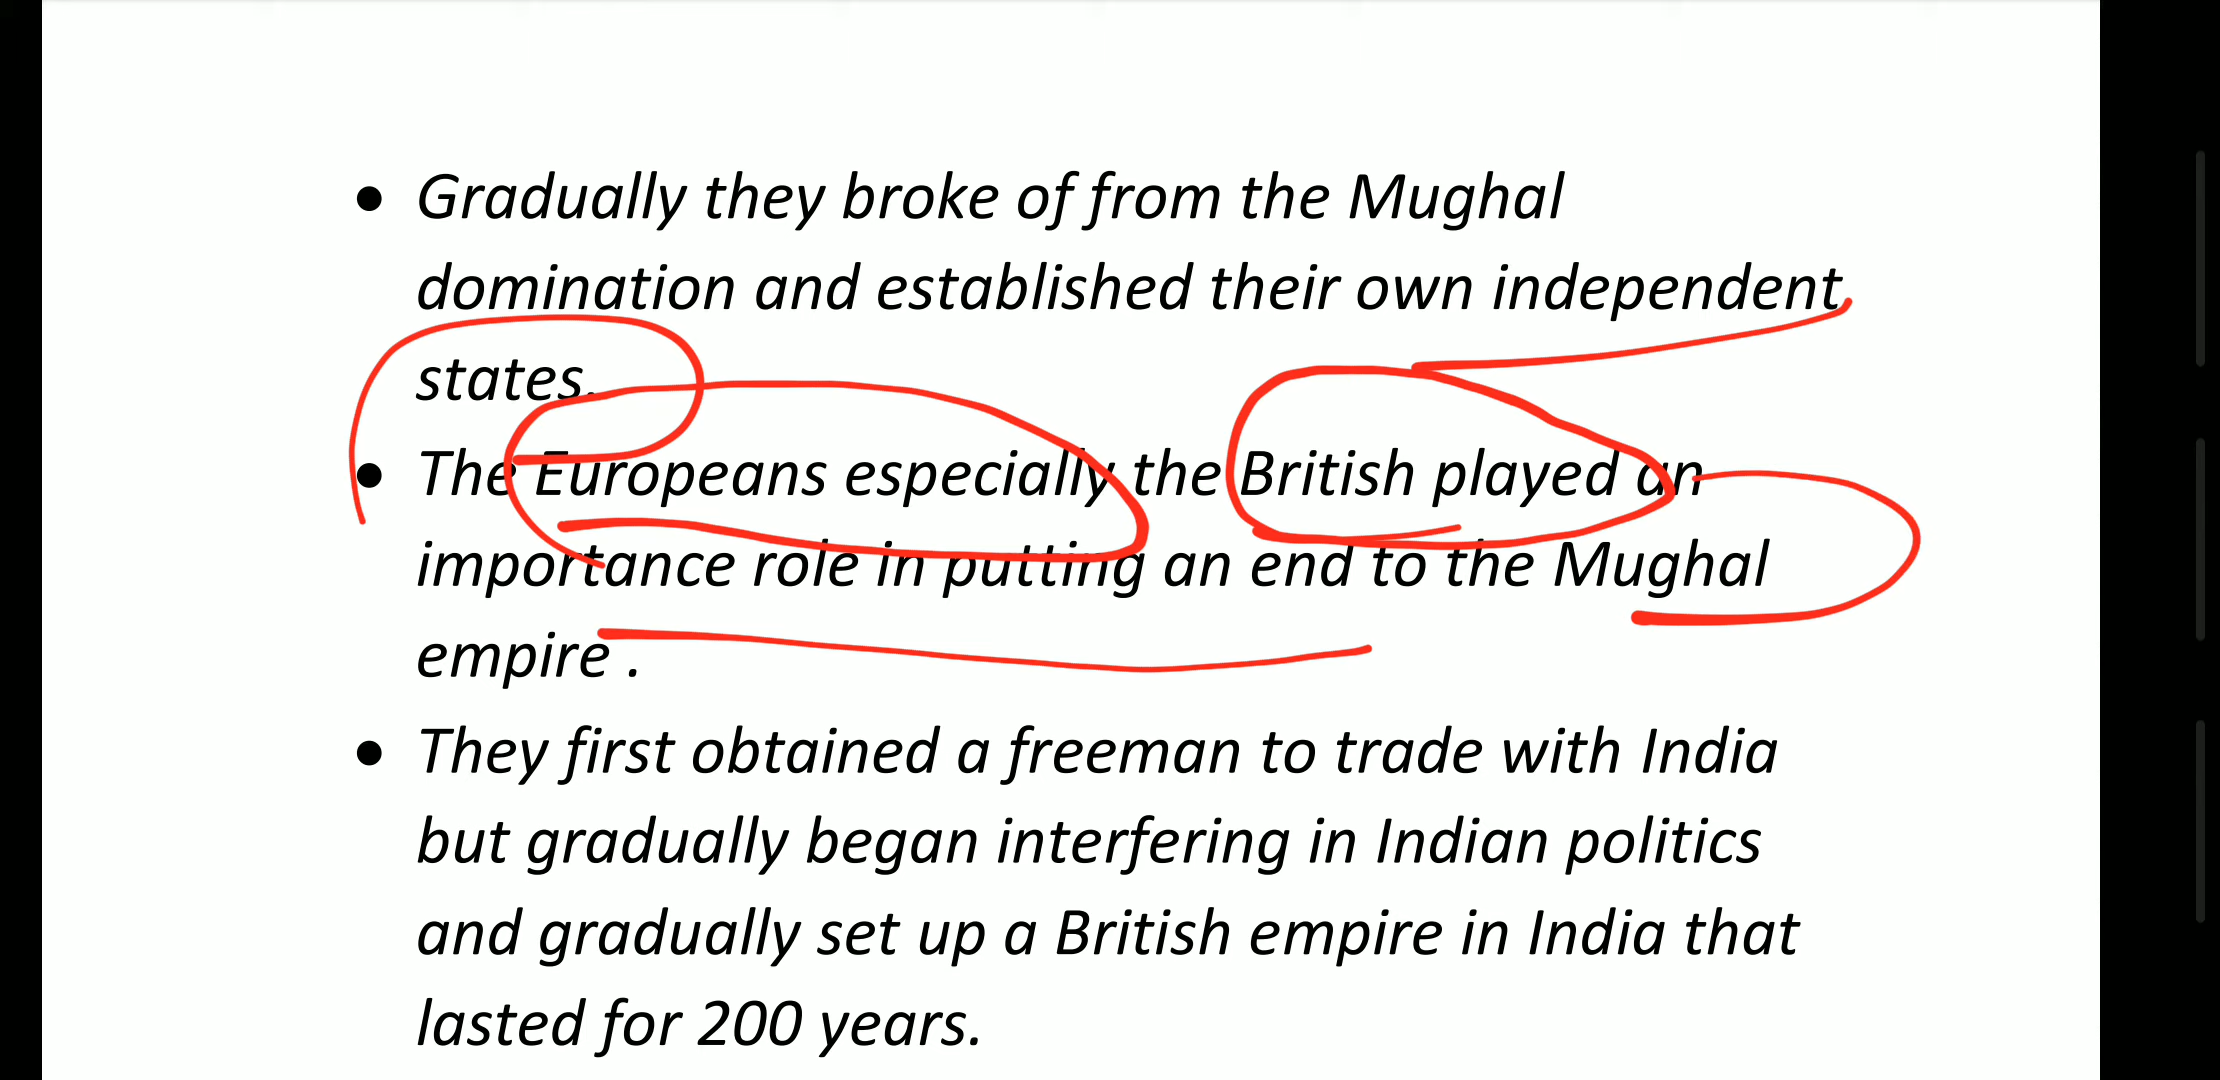 • Gradually they broke of from the Mughal
domination and established their own independent
states.
• The Europeans especially the British played an
importance role in putting an end to the Mughal
empire .
• They first obtained a freeman to trade with India
but gradually began interfering in Indian politics
and gradually set up a British empire in India that
lasted for 200 years.